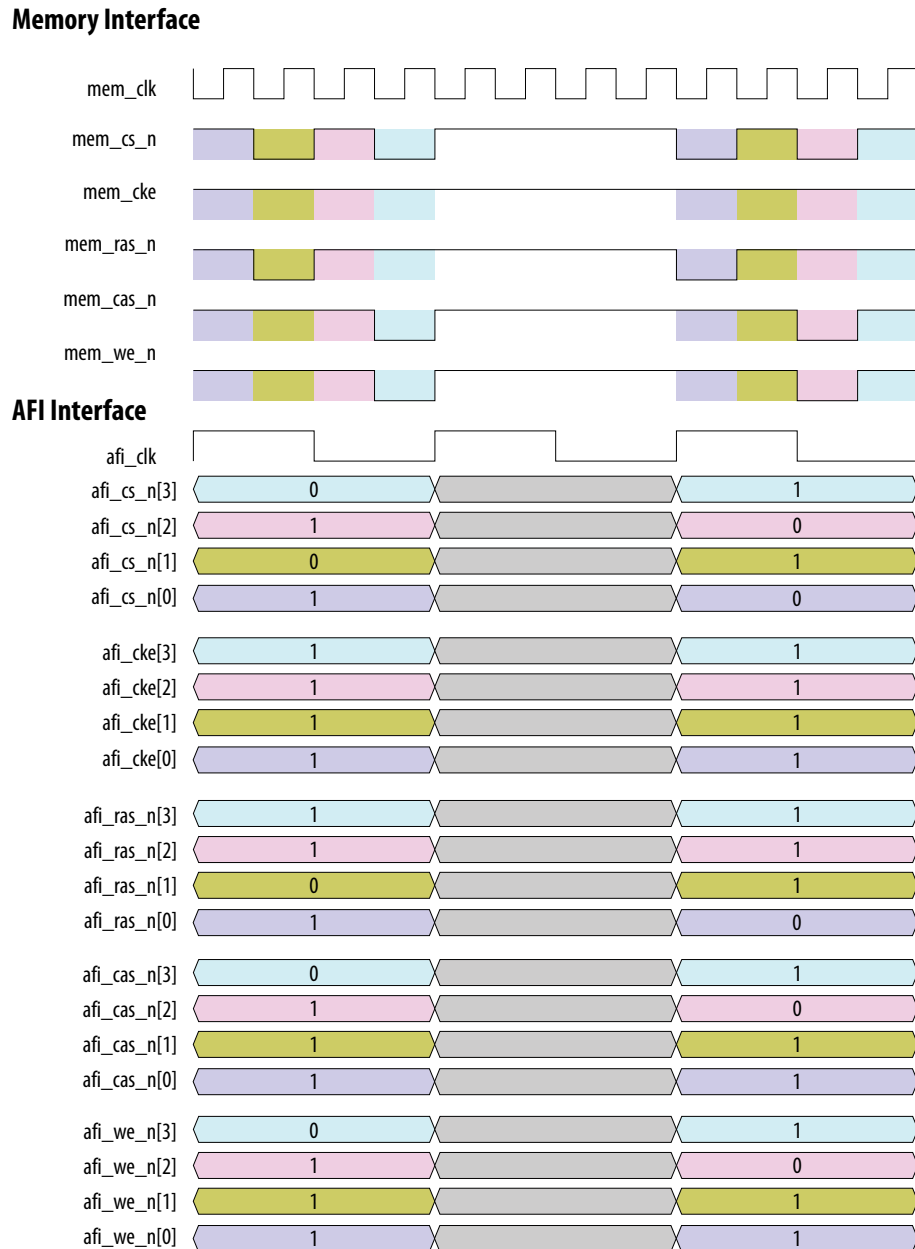 Memory Interface
mem_clk
mem_cs_n
mem_cke
mem_ras_n
mem_cas_n
mem_we_n
AFI Interface
afi_clk
afi_cs_n[3] 0 1
afi_cs_n[2] 1 0
afi_cs_n[1] 0 1
afi_cs_n[0] 1 0
afi_cke[3] 1 1
afi_cke[2] 1 1
afi_cke[1] 1 1
afi_cke[0] 1 1
afi_ras_n[3] 1 1
afi_ras_n[2] 1 1
afi_ras_n[1] 0 1
afi_ras_n[0] 1 0
afi_cas_n[3] 0 1
afi_cas_n[2] 1 0
afi_cas_n[1] 1 1
afi_cas_n[0] 1 1
afi_we_n[3] 0 1
afi_we_n[2] 1 0
afi_we_n[1] 1 1
afi_we_n[0] 1 1